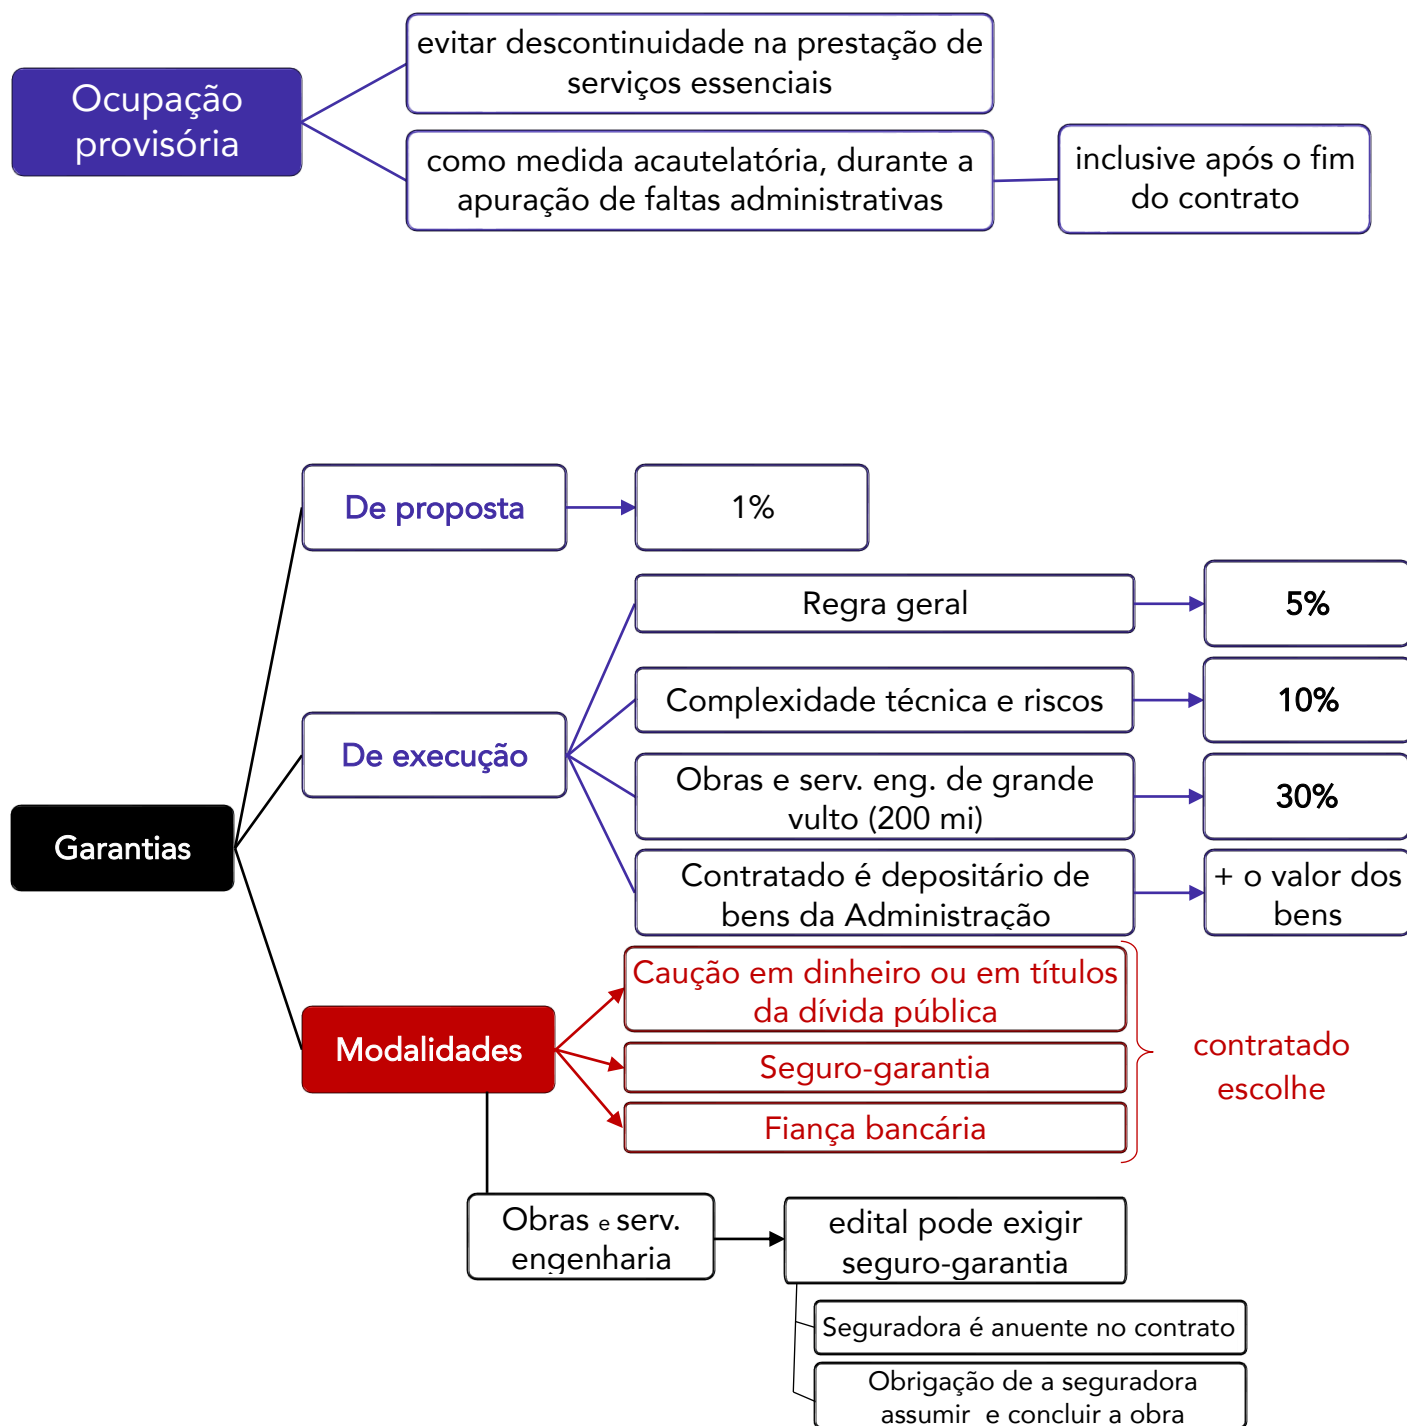 Ocupação
provisória
evitar descontinuidade na prestação de
serviços essenciais
como medida acautelatória, durante a
apuração de faltas administrativas
inclusive após o fim
do contrato
Garantias
De proposta
1%
De execução
Regra geral
5%
Complexidade técnica e riscos
10%
Obras e serv. eng. de grande
vulto (200 mi)
30%
Contratado é depositário de
bens da Administração
+ o valor dos
bens
Modalidades
Caução em dinheiro ou em títulos
da dívida pública
Seguro-garantia
Fiança bancária
contratado
escolhe
Obras e serv.
engenharia
edital pode exigir
seguro-garantia
Seguradora é anuente no contrato
Obrigação de a seguradora
assumir e concluir a obra